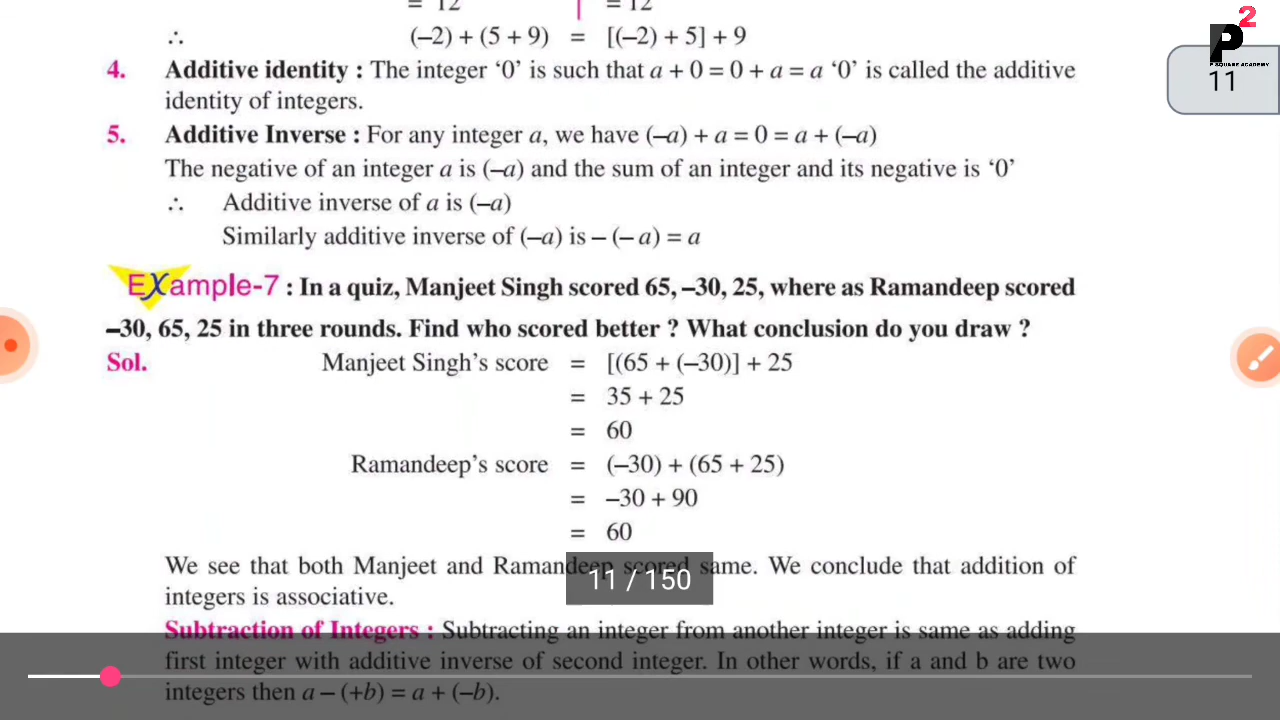 = 12 = 12
∴ (–2) + (5 + 9) = [(–2) + 5] + 9
4. Additive identity : The integer ‘0’ is such that a + 0 = 0 + a = a ‘0’ is called the additive
identity of integers.
5. Additive Inverse : For any integer a, we have (–a) + a = 0 = a + (–a)
The negative of an integer a is (–a) and the sum of an integer and its negative is ‘0’
∴ Additive inverse of a is (–a)
Similarly additive inverse of (–a) is – (– a) = a
Example-7 : In a quiz, Manjeet Singh scored 65, –30, 25, where as Ramandeep scored
–30, 65, 25 in three rounds. Find who scored better ? What conclusion do you draw ?
Sol. Manjeet Singh’s score = [(65 + (–30)] + 25
= 35 + 25
= 60
Ramandeep’s score = (–30) + (65 + 25)
= –30 + 90
= 60
We see that both Manjeet and Ramandeep scored same. We conclude that addition of
integers is associative.
Subtraction of Integers : Subtracting an integer from another integer is same as adding
first integer with additive inverse of second integer. In other words, if a and b are two
integers then a – (+b) = a + (–b).
11 / 150
P 2
P SQUARE ACADEMY
11